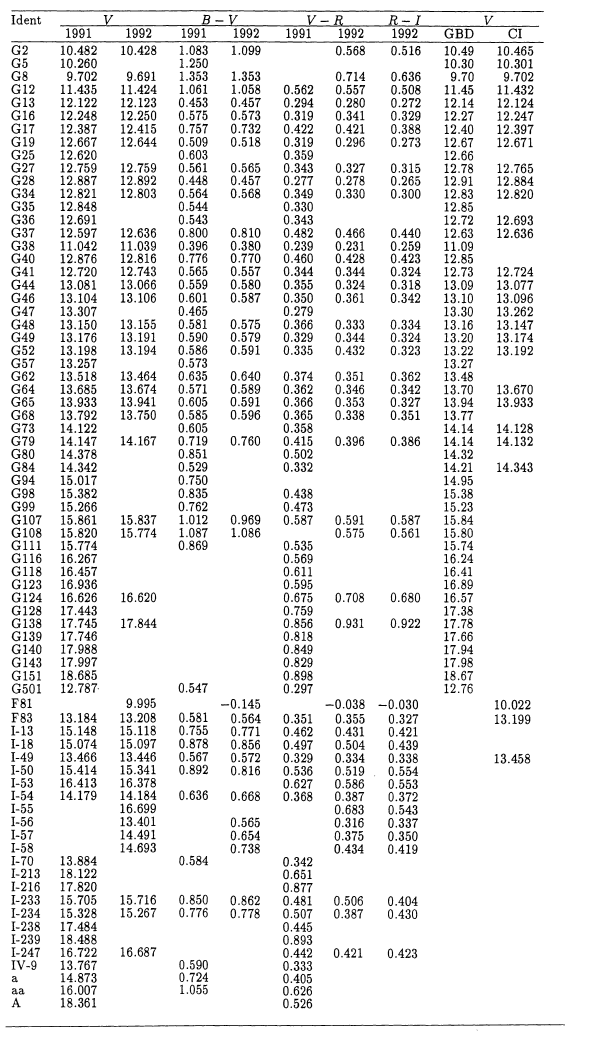 Ident V B − V V − R R − I V
1991 1992 1991 1992 1991 1992 1992 GBD CI
G2 10.482 10.428 1.083 1.099 0.568 0.516 10.49 10.465
G5 10.260 1.250 10.30 10.301
G8 9.702 9.691 1.353 1.353 0.714 0.636 9.70 9.702
G12 11.435 11.424 1.061 1.058 0.562 0.557 0.508 11.45 11.432
G13 12.122 12.123 0.453 0.457 0.294 0.280 0.272 12.14 12.124
G16 12.248 12.250 0.575 0.573 0.319 0.341 0.329 12.27 12.247
G17 12.387 12.415 0.757 0.732 0.422 0.421 0.388 12.40 12.397
G19 12.667 12.644 0.509 0.518 0.319 0.296 0.273 12.67 12.671
G25 12.620 0.603 0.359 12.66
G27 12.759 12.759 0.561 0.565 0.343 0.327 0.315 12.78 12.765
G28 12.887 12.892 0.448 0.457 0.277 0.278 0.265 12.91 12.884
G34 12.821 12.803 0.564 0.568 0.349 0.330 0.300 12.83 12.820
G35 12.848 0.544 0.330 12.85
G36 12.691 0.543 0.343 12.72 12.693
G37 12.597 12.636 0.800 0.810 0.482 0.466 0.440 12.63 12.636
G38 11.042 11.039 0.396 0.380 0.239 0.231 0.259 11.09
G40 12.876 12.816 0.776 0.770 0.460 0.428 0.423 12.85
G41 12.720 12.743 0.565 0.557 0.344 0.344 0.324 12.73 12.724
G44 13.081 13.066 0.559 0.580 0.355 0.324 0.318 13.09 13.077
G46 13.104 13.106 0.601 0.587 0.350 0.361 0.342 13.10 13.096
G47 13.307 0.465 0.279 13.30 13.262
G48 13.150 13.155 0.581 0.575 0.366 0.333 0.334 13.16 13.147
G49 13.176 13.191 0.590 0.579 0.329 0.344 0.324 13.20 13.174
G52 13.198 13.194 0.586 0.591 0.335 0.432 0.323 13.22 13.192
G57 13.257 0.573 13.27
G62 13.518 13.464 0.635 0.640 0.374 0.351 0.362 13.48
G64 13.685 13.674 0.571 0.589 0.362 0.346 0.342 13.70 13.670
G65 13.933 13.941 0.605 0.591 0.366 0.353 0.327 13.94 13.933
G68 13.792 13.750 0.585 0.596 0.365 0.338 0.351 13.77
G73 14.122 0.605 0.358 14.14 14.128
G79 14.147 14.167 0.719 0.760 0.415 0.396 0.386 14.14 14.132
G80 14.378 0.851 0.502 14.32
G84 14.342 0.529 0.332 14.21 14.343
G94 15.017 0.750 14.95
G98 15.382 0.835 0.438 15.38
G99 15.266 0.762 0.473 15.23
G107 15.861 15.837 1.012 0.969 0.587 0.591 0.587 15.84
G108 15.820 15.774 1.087 1.086 0.575 0.561 15.80
G111 15.774 0.869 0.535 15.74
G116 16.267 0.569 16.24
G118 16.457 0.611 16.41
G123 16.936 0.595 16.89
G124 16.626 16.620 0.675 0.708 0.680 16.57
G128 17.443 0.759 17.38
G138 17.745 17.844 0.856 0.931 0.922 17.78
G139 17.746 0.818 17.66
G140 17.988 0.849 17.94
G143 17.997 0.829 17.98
G151 18.685 0.898 18.67
G501 12.787 0.547 0.297 12.76
F81 9.995 −0.145 −0.038 −0.030 10.022
F83 13.184 13.208 0.581 0.564 0.351 0.355 0.327 13.199
I-13 15.148 15.118 0.755 0.771 0.462 0.431 0.421
I-18 15.074 15.097 0.878 0.856 0.497 0.504 0.439
I-49 13.466 13.446 0.567 0.572 0.329 0.334 0.338 13.458
I-50 15.414 15.341 0.892 0.816 0.536 0.519 0.554
I-53 16.413 16.378 0.627 0.586 0.553
I-54 14.179 14.184 0.636 0.668 0.368 0.387 0.372
I-55 16.699 0.683 0.543
I-56 13.401 0.565 0.316 0.337
I-57 14.491 0.654 0.375 0.350
I-58 14.693 0.738 0.434 0.419
I-70 13.884 0.584 0.342
I-213 18.122 0.651
I-216 17.820 0.877
I-233 15.705 15.716 0.850 0.862 0.481 0.506 0.404
I-234 15.328 15.267 0.776 0.778 0.507 0.387 0.430
I-238 17.484 0.445
I-239 18.488 0.893
I-247 16.722 16.687 0.442 0.421 0.423
IV-9 13.767 0.590 0.333
a 14.873 0.724 0.405
aa 16.007 1.055 0.626
A 18.361 0.526